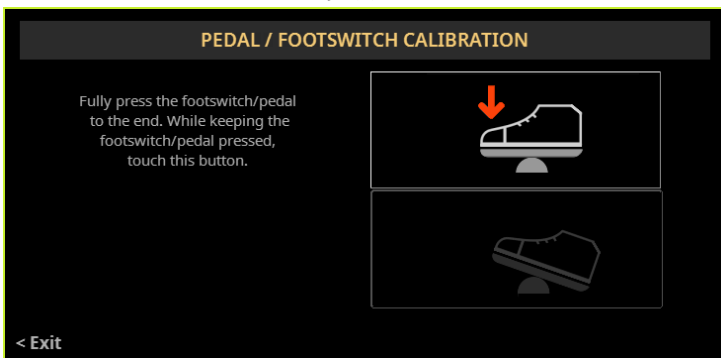 PEDAL / FOOTSWITCH CALIBRATION
Fully press the footswitch/pedal
to the end. While keeping the
footswitch/pedal pressed,
touch this button.
< Exit